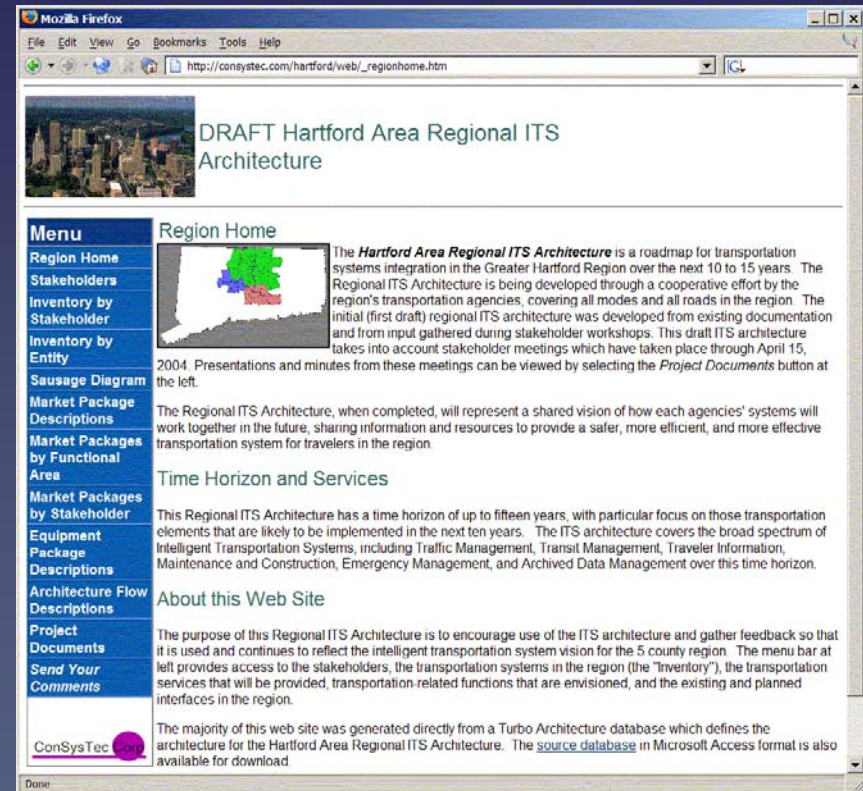 Mozilla Firefox
File Edit View Go Bookmarks Tools Help
http://consystec.com/hartford/web/_regionhome.htm
DRAFT Hartford Area Regional ITS
Architecture
Menu
Region Home
Stakeholders
Inventory by
Stakeholder
Inventory by
Entity
Sausage Diagram
Market Package
Descriptions
Market Packages
by Functional
Area
Market Packages
by Stakeholder
Equipment
Package
Descriptions
Architecture Flow
Descriptions
Project
Documents
Send Your
Comments
ConSysTec Corp
Region Home
The Hartford Area Regional ITS Architecture is a roadmap for transportation
systems integration in the Greater Hartford Region over the next 10 to 15 years. The
Regional ITS Architecture is being developed through a cooperative effort by the
region's transportation agencies, covering all modes and all roads in the region. The
initial (first draft) regional ITS architecture was developed from existing documentation
and from input gathered during stakeholder workshops. This draft ITS architecture
takes into account stakeholder meetings which have taken place through April 15,
2004. Presentations and minutes from these meetings can be viewed by selecting the Project Documents button at
the left.
The Regional ITS Architecture, when completed, will represent a shared vision of how each agencies' systems will
work together in the future, sharing information and resources to provide a safer, more efficient, and more effective
transportation system for travelers in the region.
Time Horizon and Services
This Regional ITS Architecture has a time horizon of up to fifteen years, with particular focus on those transportation
elements that are likely to be implemented in the next ten years. The ITS architecture covers the broad spectrum of
Intelligent Transportation Systems, including Traffic Management, Transit Management, Traveler Information,
Maintenance and Construction, Emergency Management, and Archived Data Management over this time horizon.
About this Web Site
The purpose of this Regional ITS Architecture is to encourage use of the ITS architecture and gather feedback so that
it is used and continues to reflect the intelligent transportation system vision for the 5 county region. The menu bar at
left provides access to the stakeholders, the transportation systems in the region (the "Inventory"), the transportation
services that will be provided, transportation-related functions that are envisioned, and the existing and planned
interfaces in the region.
The majority of this web site was generated directly from a Turbo Architecture database which defines the
architecture for the Hartford Area Regional ITS Architecture. The source database in Microsoft Access format is also
available for download.
Done